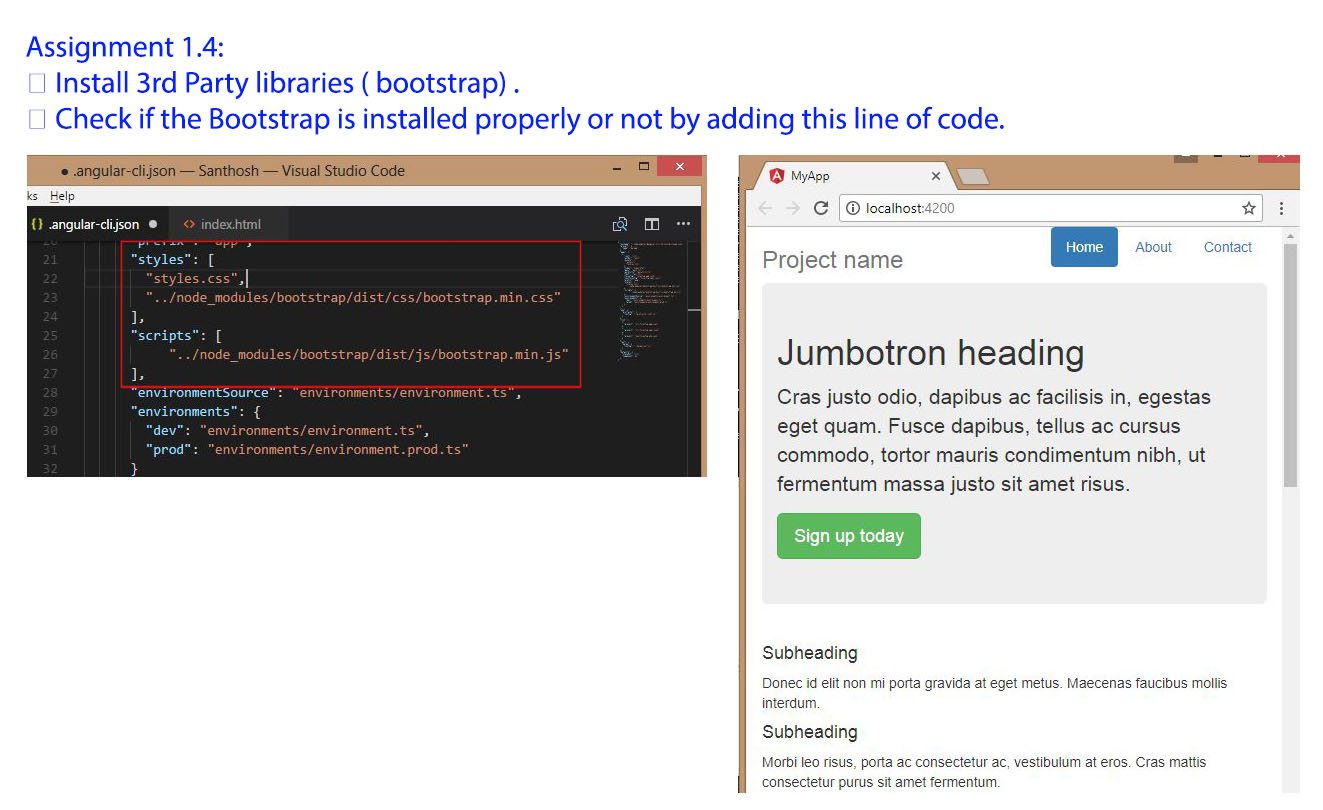 Assignment 1.4:
Install 3rd Party libraries ( bootstrap) .
Check if the Bootstrap is installed properly or not by adding this line of code.
● .angular-cli.json — Santhosh — Visual Studio Code
ks Help
{} .angular-cli.json ●
<> index.html
20 "prefix": "app",
21 "styles": [
22 "styles.css",
23 "../node_modules/bootstrap/dist/css/bootstrap.min.css"
24 ],
25 "scripts": [
26 "../node_modules/bootstrap/dist/js/bootstrap.min.js"
27 ],
28 "environmentSource": "environments/environment.ts",
29 "environments": {
30 "dev": "environments/environment.ts",
31 "prod": "environments/environment.prod.ts"
32 }
MyApp
localhost:4200
Project name
Home About Contact
Jumbotron heading
Cras justo odio, dapibus ac facilisis in, egestas
eget quam. Fusce dapibus, tellus ac cursus
commodo, tortor mauris condimentum nibh, ut
fermentum massa justo sit amet risus.
Sign up today
Subheading
Donec id elit non mi porta gravida at eget metus. Maecenas faucibus mollis
interdum.
Subheading
Morbi leo risus, porta ac consectetur ac, vestibulum at eros. Cras mattis
consectetur purus sit amet fermentum.